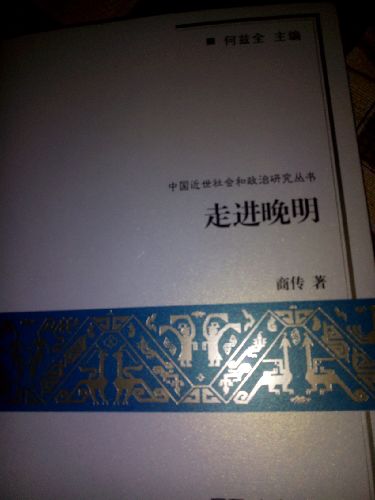 ■ 何兹全 主编
中国近世社会和政治研究丛书
走进晚明
商传 著